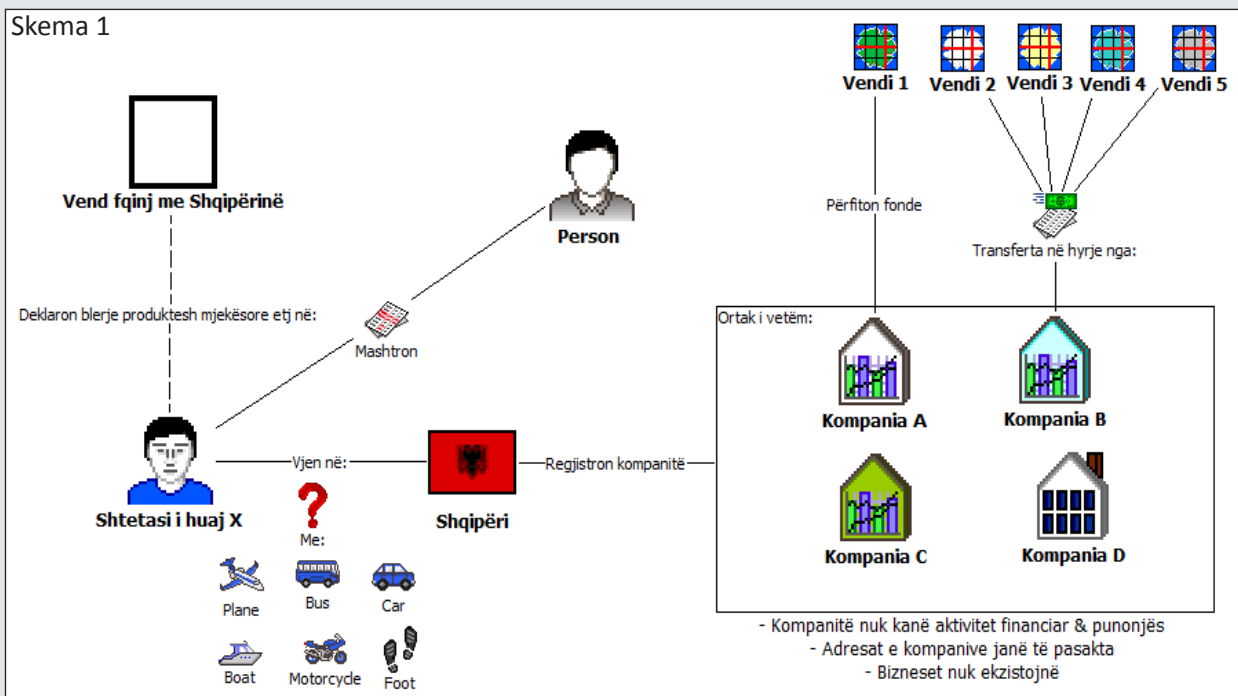 Skema 1
Vendi 1
Vendi 2
Vendi 3
Vendi 4
Vendi 5
Vend fqinj me Shqipërinë
Person
Përfiton fonde
Transferta në hyrje nga:
Deklaron blerje produktesh mjekësore etj në:
Mashtron
Ortak i vetëm:
Kompania A
Kompania B
Shtetasi i huaj X
Vjen në:
Shqipëri
Regjistron kompanitë
Me:
Kompania C
Kompania D
Plane
Bus
Car
Boat
Motorcycle
Foot
- Kompanitë nuk kanë aktivitet financiar & punonjës
- Adresat e kompanive janë të pasakta
- Bizneset nuk ekzistojnë